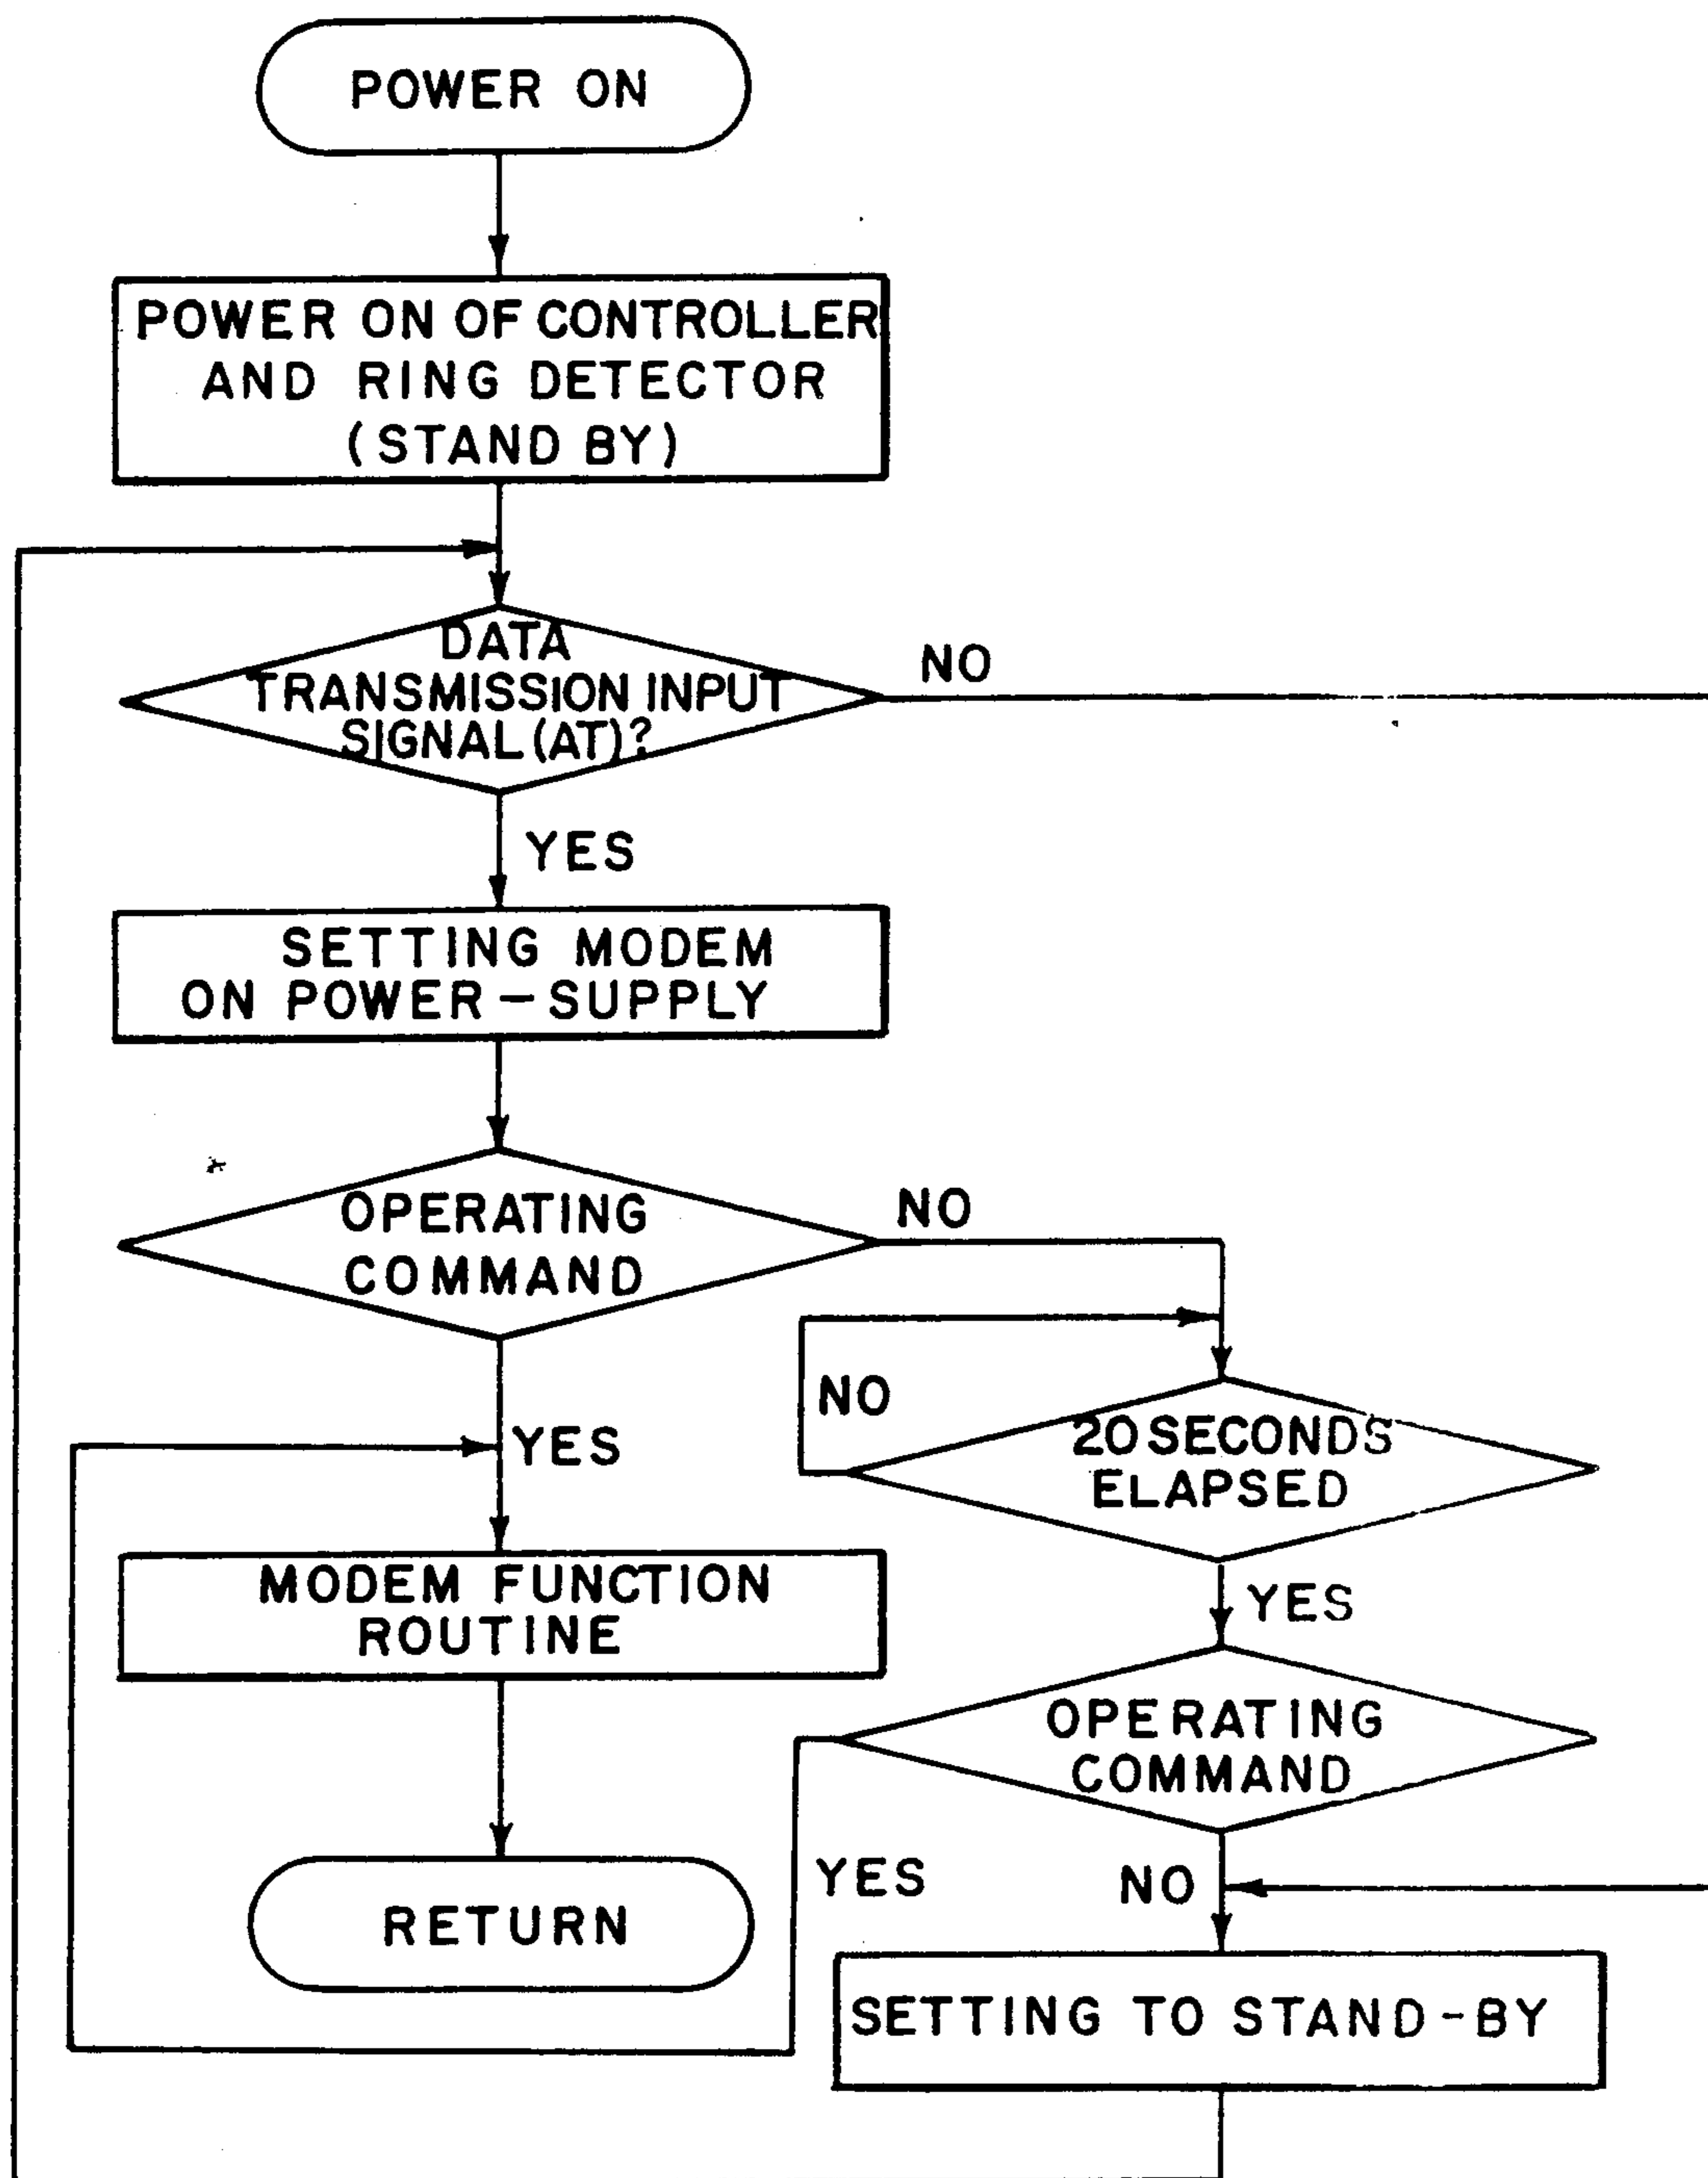 POWER ON
POWER ON OF CONTROLLER
AND RING DETECTOR
(STAND BY)
DATA
TRANSMISSION INPUT
SIGNAL(AT)?
NO
YES
SETTING MODEM
ON POWER-SUPPLY
OPERATING
COMMAND
NO
YES
NO
20 SECONDS
ELAPSED
YES
MODEM FUNCTION
ROUTINE
OPERATING
COMMAND
YES
NO
RETURN
SETTING TO STAND-BY